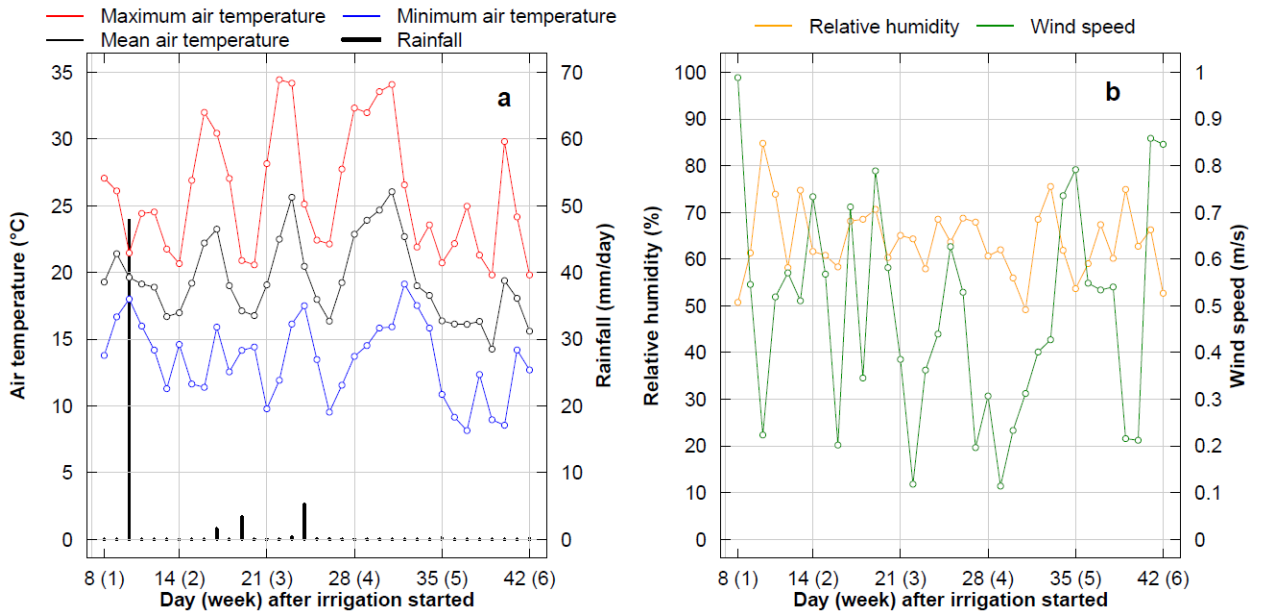 Maximum air temperature Minimum air temperature
Mean air temperature Rainfall
a
35
30
25
20
15
10
5
0
Air temperature (°C)
70
60
50
40
30
20
10
0
Rainfall (mm/day)
8 (1) 14 (2) 21 (3) 28 (4) 35 (5) 42 (6)
Day (week) after irrigation started
Relative humidity Wind speed
b
100
90
80
70
60
50
40
30
20
10
0
Relative humidity (%)
1
0.9
0.8
0.7
0.6
0.5
0.4
0.3
0.2
0.1
0
Wind speed (m/s)
8 (1) 14 (2) 21 (3) 28 (4) 35 (5) 42 (6)
Day (week) after irrigation started